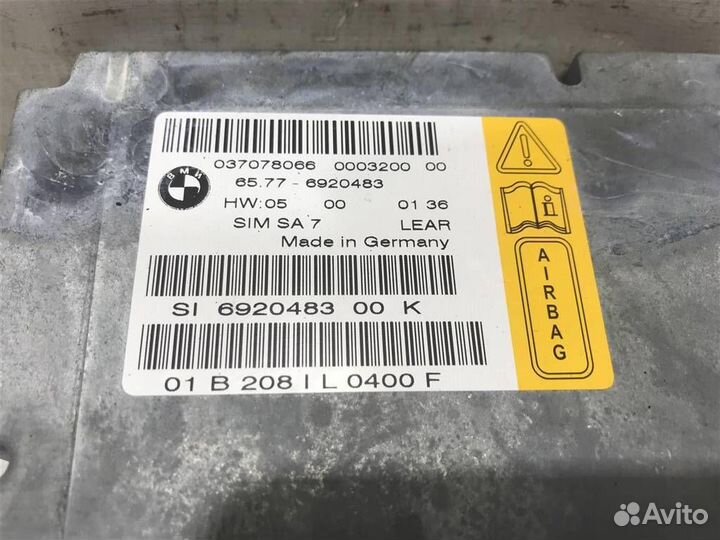 037078066 0003200 00
BMW
65.77 - 6920483
HW:05 00 01 36
SIM SA 7 LEAR
Made in Germany
SI 6920483 00 K
01 B 208 I L 0400 F
!
i
AIRBAG
Avito